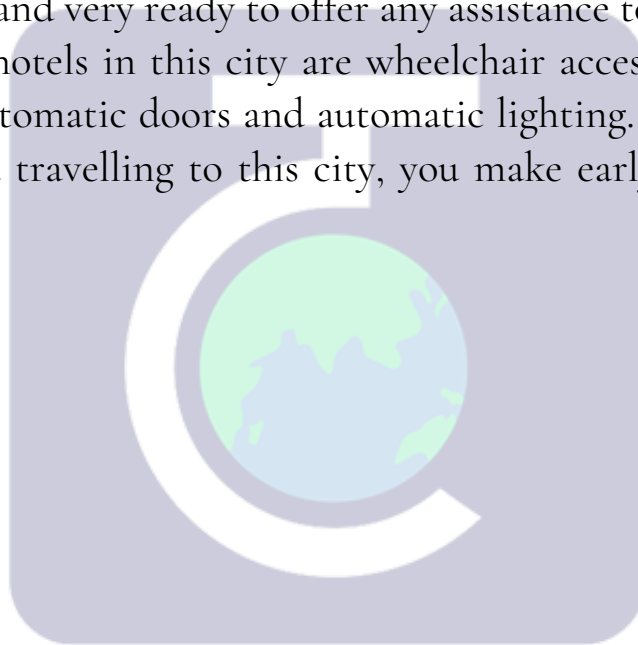 and very ready to offer any assistance to
hotels in this city are wheelchair acces
tomatic doors and automatic lighting.
travelling to this city, you make earl